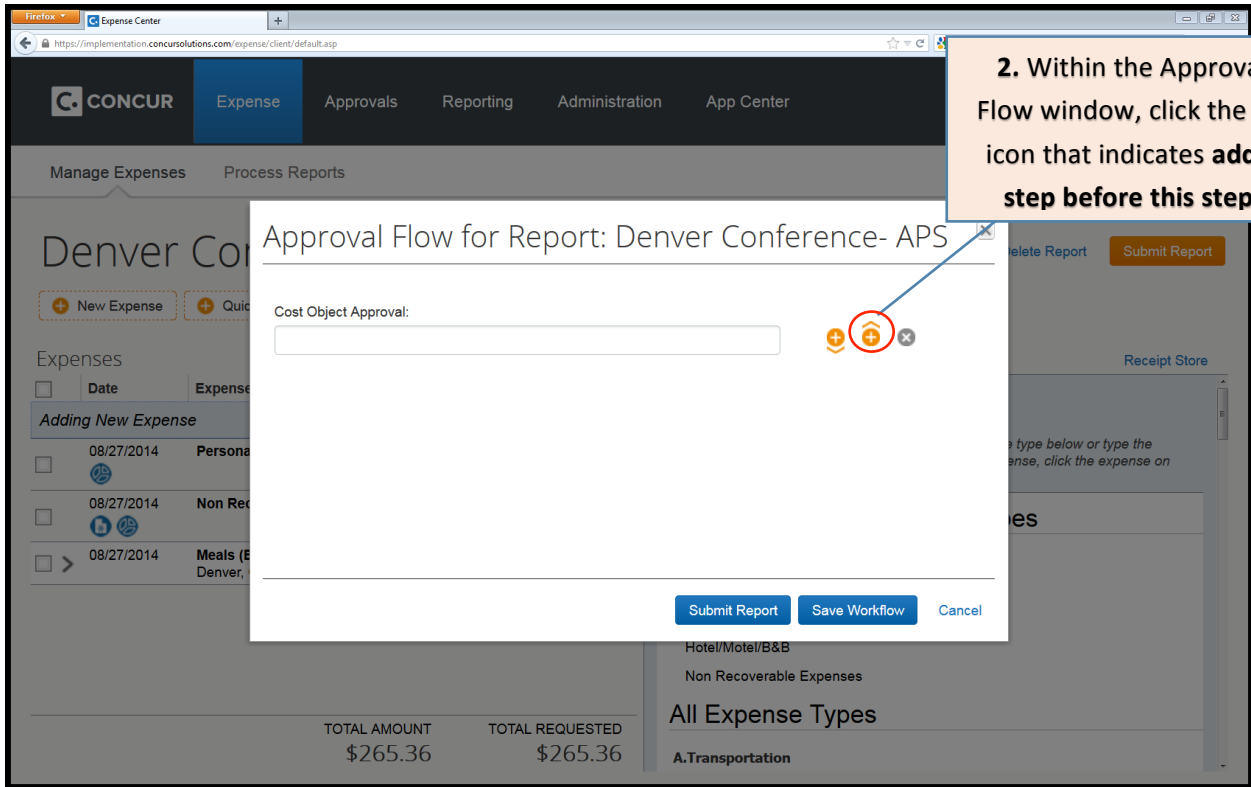 Firefox
Expense Center
https://implementation.concursolutions.com/expense/client/default.asp
2. Within the Approva
Flow window, click the
icon that indicates add
step before this step
C. CONCUR
Expense
Approvals
Reporting
Administration
App Center
Manage Expenses
Process Reports
Denver Cor
Approval Flow for Report: Denver Conference- APS
elete Report
Submit Report
New Expense
Quic
Cost Object Approval:
Expenses
Receipt Store
Date
Expense
Adding New Expense
08/27/2014
Persona
e type below or type the
ense, click the expense on
08/27/2014
Non Rec
es
08/27/2014
Meals (E
Denver,
Submit Report
Save Workflow
Cancel
Hotel/Motel/B&B
Non Recoverable Expenses
All Expense Types
TOTAL AMOUNT
TOTAL REQUESTED
$265.36
$265.36
A.Transportation